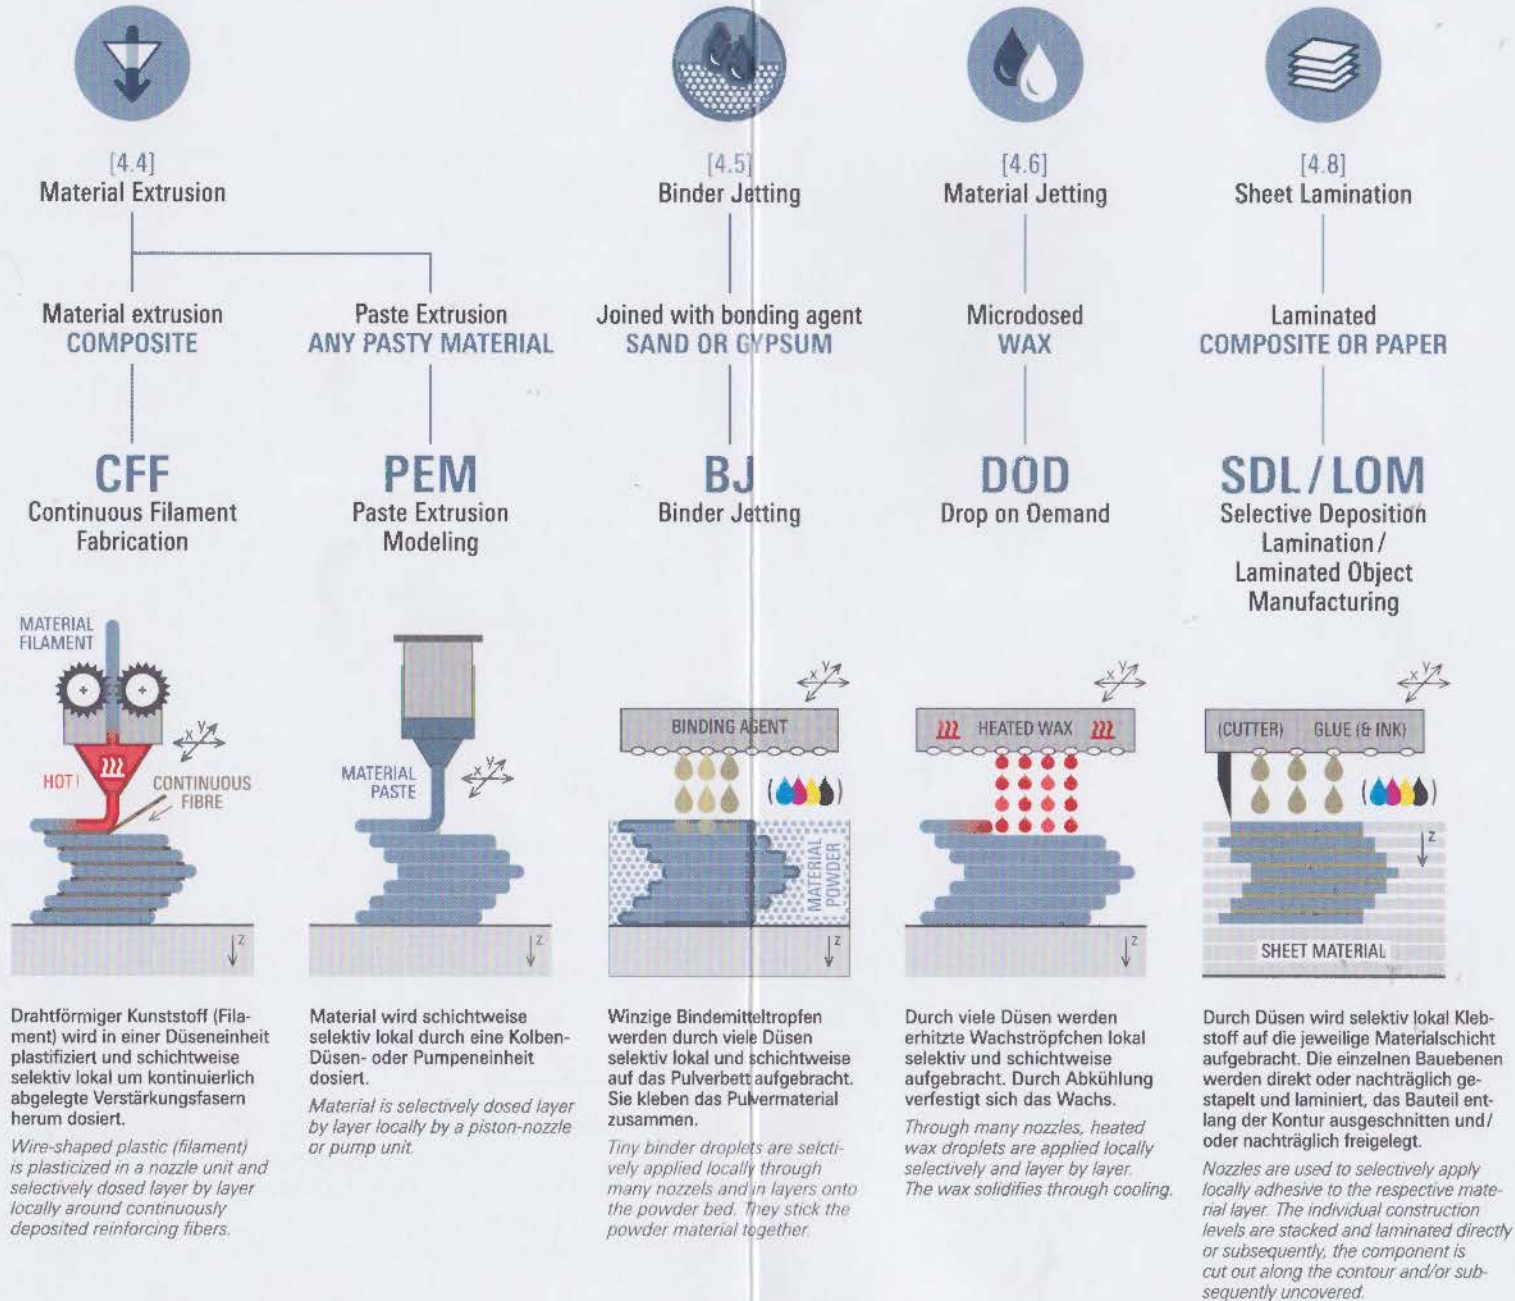 [4.4]
Material Extrusion
[4.5]
Binder Jetting
[4.6]
Material Jetting
[4.8]
Sheet Lamination
Material extrusion
COMPOSITE
Paste Extrusion
ANY PASTY MATERIAL
Joined with bonding agent
SAND OR GYPSUM
Microdosed
WAX
Laminated
COMPOSITE OR PAPER
CFF
Continuous Filament
Fabrication
PEM
Paste Extrusion
Modeling
BJ
Binder Jetting
DOD
Drop on Oemand
SDL/LOM
Selective Deposition
Lamination/
Laminated Object
Manufacturing
MATERIAL
FILAMENT
x y
HOT!
CONTINUOUS
FIBRE
z
MATERIAL
PASTE
x y
z
x y
BINDING AGENT
( )
MATERIAL
POWDER
z
x y
HEATED WAX
z
x y
(CUTTER) GLUE (& INK)
( )
z
SHEET MATERIAL
Drahtförmiger Kunststoff (Fila-
ment) wird in einer Düseneinheit
plastifiziert und schichtweise
selektiv lokal um kontinuierlich
abgelegte Verstärkungsfasern
herum dosiert.
Wire-shaped plastic (filament)
is plasticized in a nozzle unit and
selectively dosed layer by layer
locally around continuously
deposited reinforcing fibers.
Material wird schichtweise
selektiv lokal durch eine Kolben-
Düsen- oder Pumpeneinheit
dosiert.
Material is selectively dosed layer
by layer locally by a piston-nozzle
or pump unit.
Winzige Bindemitteltropfen
werden durch viele Düsen
selektiv lokal und schichtweise
auf das Pulverbett aufgebracht.
Sie kleben das Pulvermaterial
zusammen.
Tiny binder droplets are selcti-
vely applied locally through
many nozzels and in layers onto
the powder bed. They stick the
powder material together.
Durch viele Düsen werden
erhitzte Wachströpfchen lokal
selektiv und schichtweise
aufgebracht. Durch Abkühlung
verfestigt sich das Wachs.
Through many nozzles, heated
wax droplets are applied locally
selectively and layer by layer.
The wax solidifies through cooling.
Durch Düsen wird selektiv lokal Kleb-
stoff auf die jeweilige Materialschicht
aufgebracht. Die einzelnen Bauebenen
werden direkt oder nachträglich ge-
stapelt und laminiert, das Bauteil ent-
lang der Kontur ausgeschnitten und/
oder nachträglich freigelegt.
Nozzles are used to selectively apply
locally adhesive to the respective mate-
rial layer. The individual construction
levels are stacked and laminated directly
or subsequently, the component is
cut out along the contour and/or sub-
sequently uncovered.